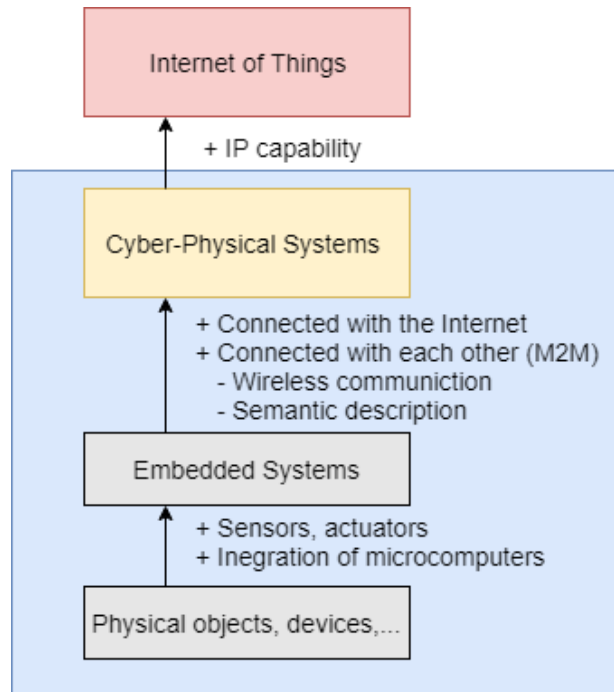 Internet of Things
+ IP capability
Cyber-Physical Systems
+ Connected with the Internet
+ Connected with each other (M2M)
- Wireless communiction
- Semantic description
Embedded Systems
+ Sensors, actuators
+ Inegration of microcomputers
Physical objects, devices,...